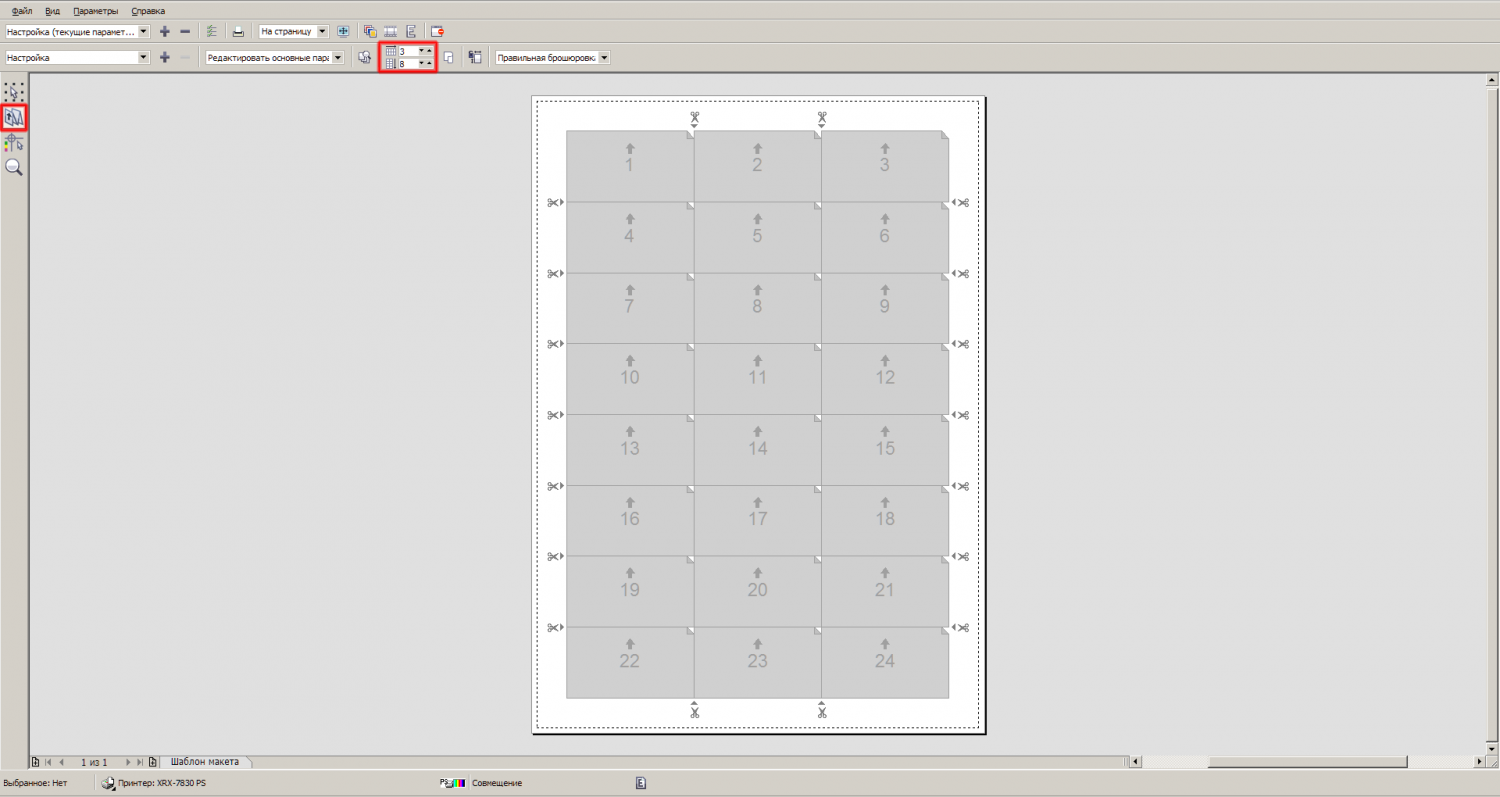 Файл Вид Параметры Справка
Настройка (текущие парамет... На страницу
Настройка Редактировать основные пара 3 Правильная брошюровк
8
1 2 3
4 5 6
7 8 9
10 11 12
13 14 15
16 17 18
19 20 21
22 23 24
1 из 1 Шаблон макета
Выбранное: Нет Принтер: XRX-7830 PS PS Совмещение E